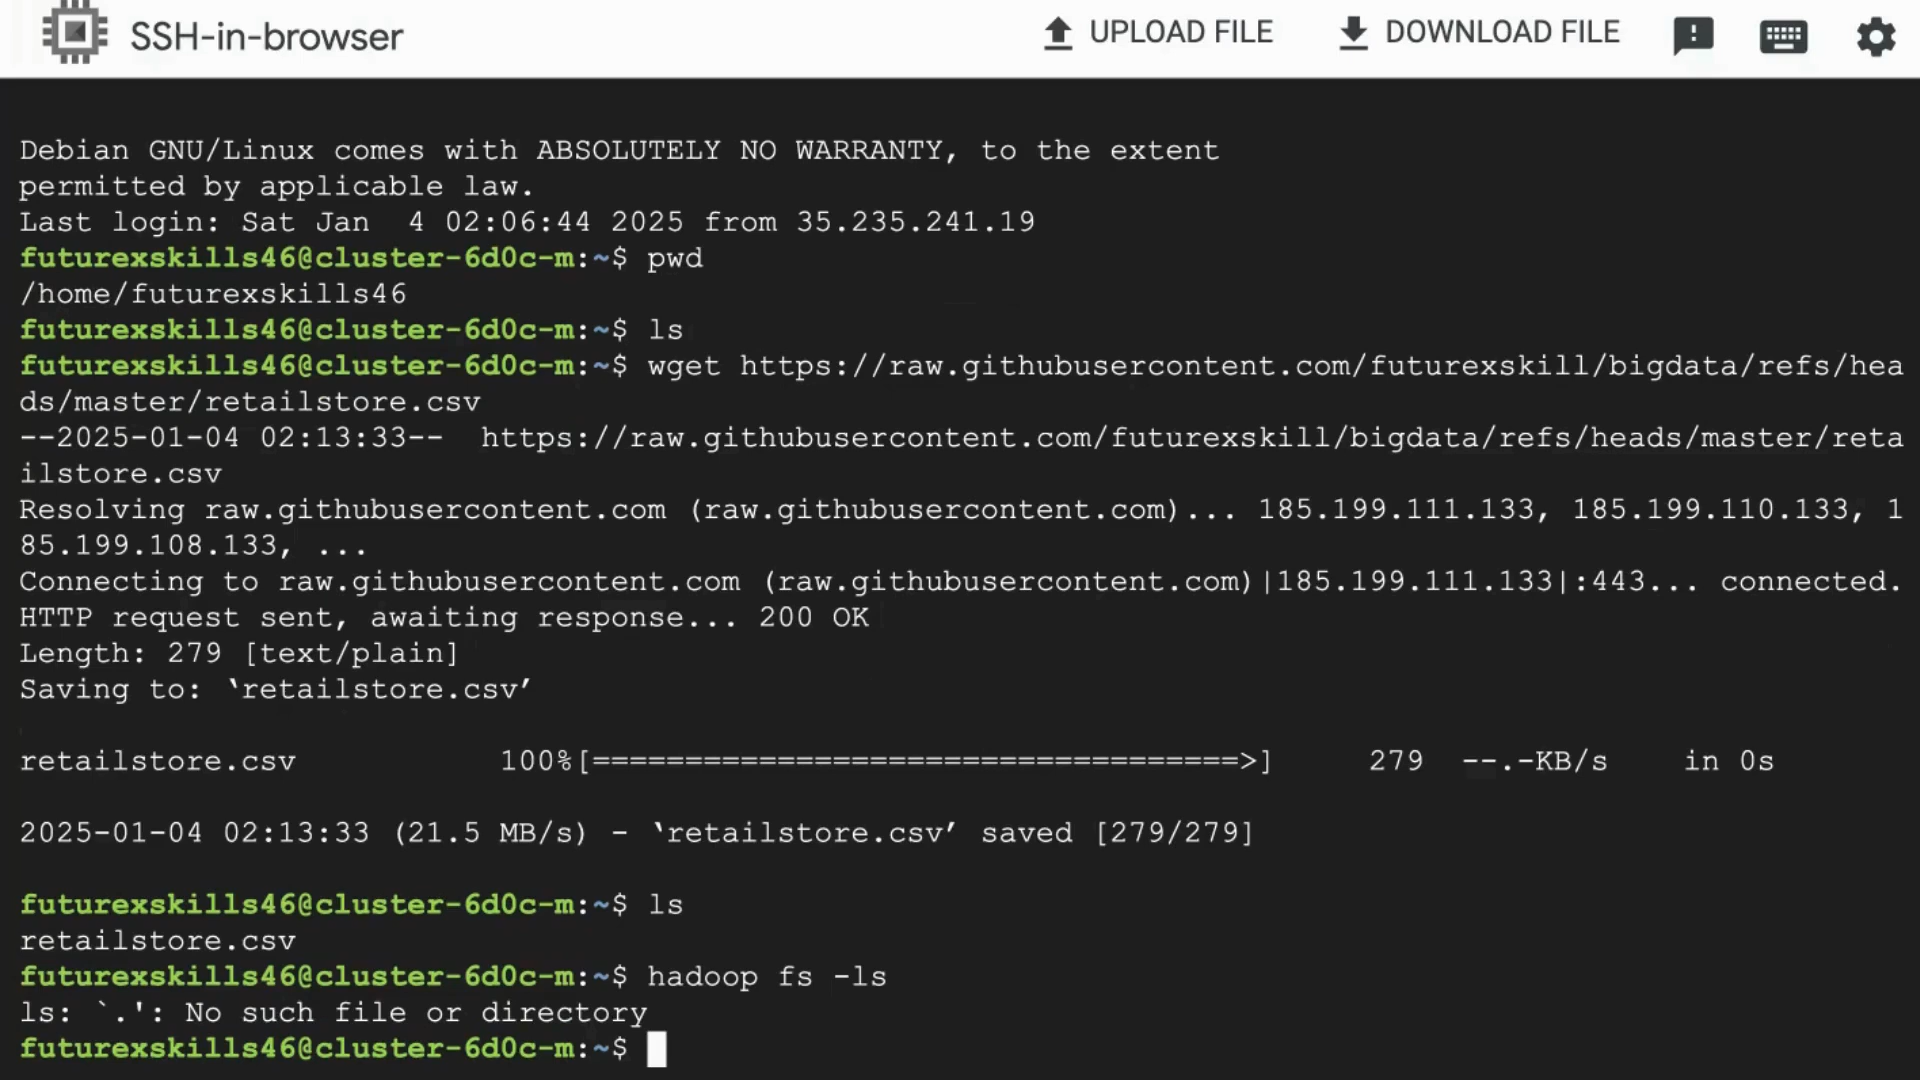 SSH-in-browser
UPLOAD FILE
DOWNLOAD FILE
Debian GNU/Linux comes with ABSOLUTELY NO WARRANTY, to the extent
permitted by applicable law.
Last login: Sat Jan  4 02:06:44 2025 from 35.235.241.19
futurexskills46@cluster-6d0c-m:~$ pwd
/home/futurexskills46
futurexskills46@cluster-6d0c-m:~$ ls
futurexskills46@cluster-6d0c-m:~$ wget https://raw.githubusercontent.com/futurexskill/bigdata/refs/hea
ds/master/retailstore.csv
--2025-01-04 02:13:33--  https://raw.githubusercontent.com/futurexskill/bigdata/refs/heads/master/reta
ilstore.csv
Resolving raw.githubusercontent.com (raw.githubusercontent.com)... 185.199.111.133, 185.199.110.133, 1
85.199.108.133, ...
Connecting to raw.githubusercontent.com (raw.githubusercontent.com)|185.199.111.133|:443... connected.
HTTP request sent, awaiting response... 200 OK
Length: 279 [text/plain]
Saving to: ‘retailstore.csv’
retailstore.csv           100%[===================================>]     279  --.-KB/s    in 0s
2025-01-04 02:13:33 (21.5 MB/s) - ‘retailstore.csv’ saved [279/279]
futurexskills46@cluster-6d0c-m:~$ ls
retailstore.csv
futurexskills46@cluster-6d0c-m:~$ hadoop fs -ls
ls: `.': No such file or directory
futurexskills46@cluster-6d0c-m:~$